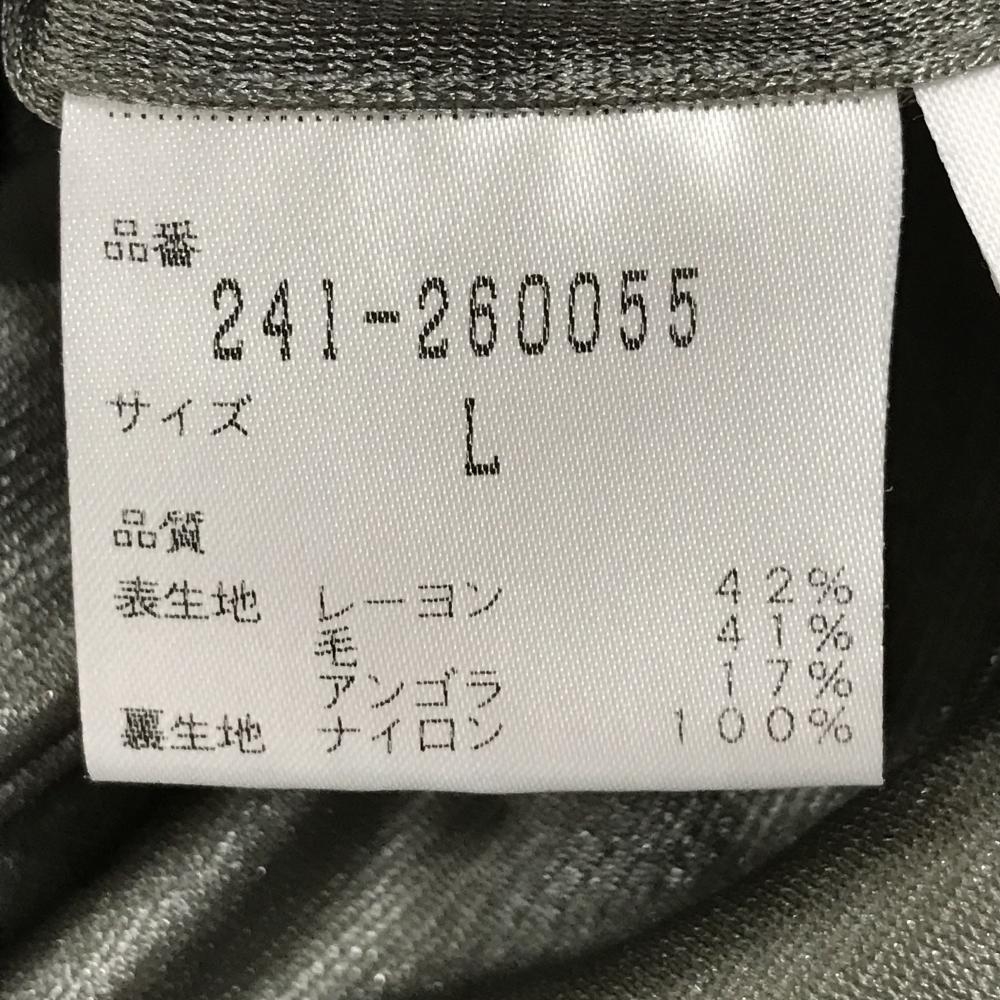 品番
241-260055
サイズ L
品質
表生地 レーヨン 42%
毛 41%
アンゴラ 17%
裏生地 ナイロン 100%